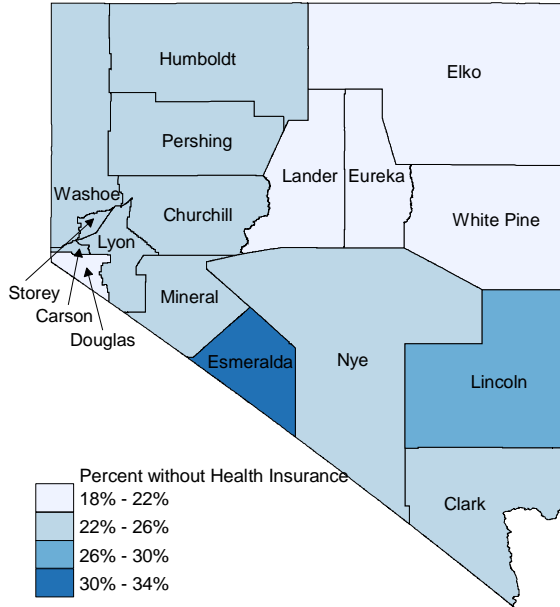 Humboldt
Elko
Pershing
Lander
Eureka
Washoe
Churchill
White Pine
Lyon
Storey
Carson
Douglas
Mineral
Esmeralda
Nye
Lincoln
Clark
Percent without Health Insurance
18% - 22%
22% - 26%
26% - 30%
30% - 34%